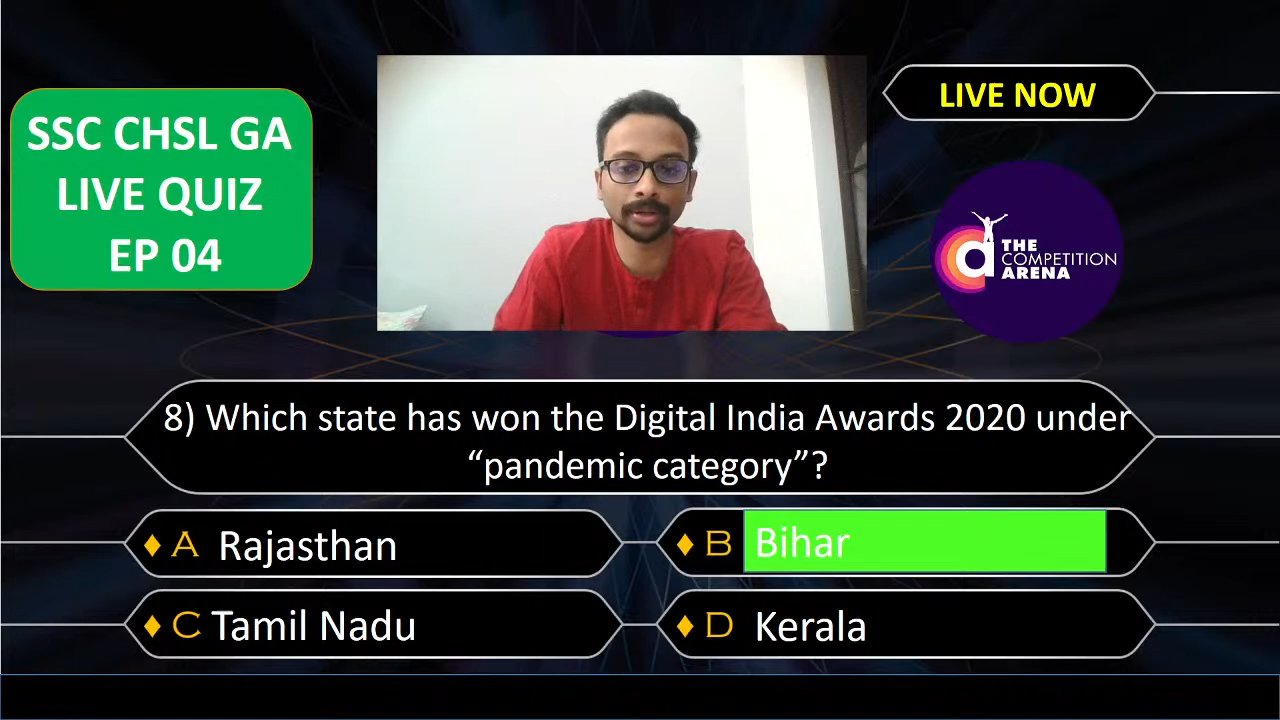 SSC CHSL GA
LIVE QUIZ
EP 04
LIVE NOW
THE
COMPETITION
ARENA
8) Which state has won the Digital India Awards 2020 under
“pandemic category”?
A Rajasthan
B Bihar
C Tamil Nadu
D Kerala